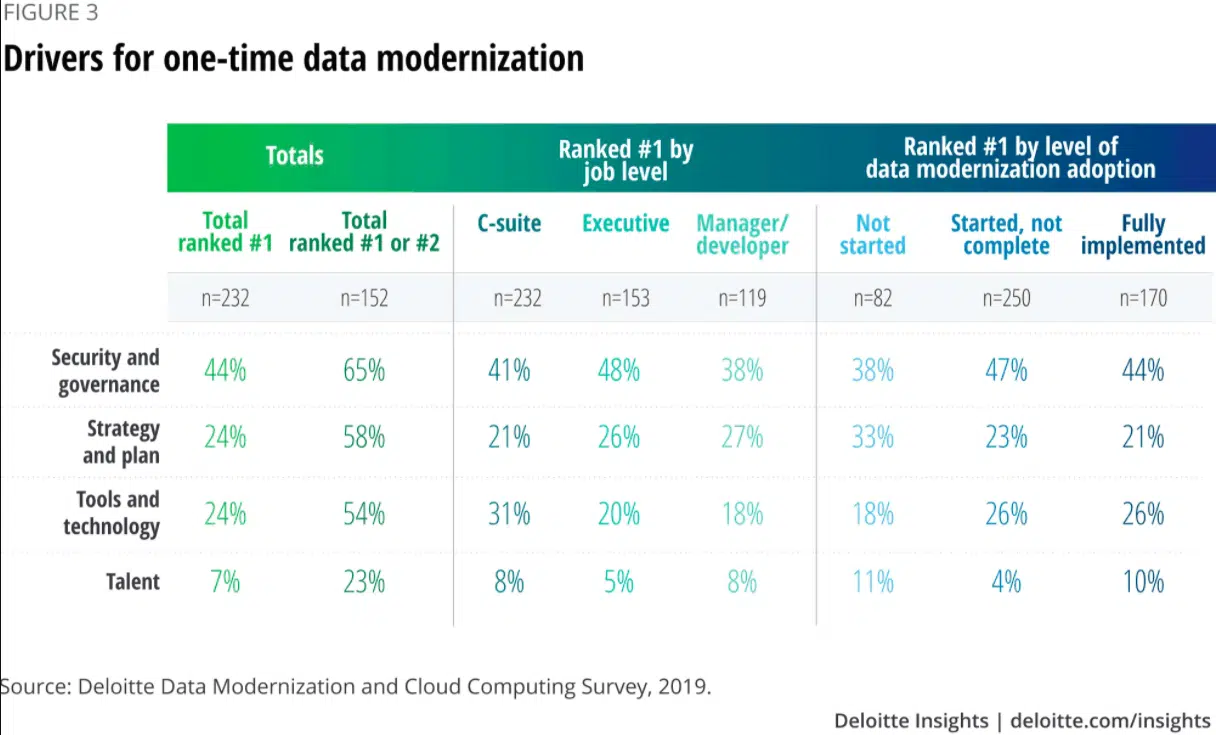 FIGURE 3
Drivers for one-time data modernization
Totals
Ranked #1 by
job level
Ranked #1 by level of
data modernization adoption
Total
ranked #1
Total
ranked #1 or #2
C-suite
Executive
Manager/
developer
Not
started
Started, not
complete
Fully
implemented
n=232 n=152 n=232 n=153 n=119 n=82 n=250 n=170
Security and
governance
44% 65% 41% 48% 38% 38% 47% 44%
Strategy
and plan
24% 58% 21% 26% 27% 33% 23% 21%
Tools and
technology
24% 54% 31% 20% 18% 18% 26% 26%
Talent 7% 23% 8% 5% 8% 11% 4% 10%
Source: Deloitte Data Modernization and Cloud Computing Survey, 2019.
Deloitte Insights | deloitte.com/insights